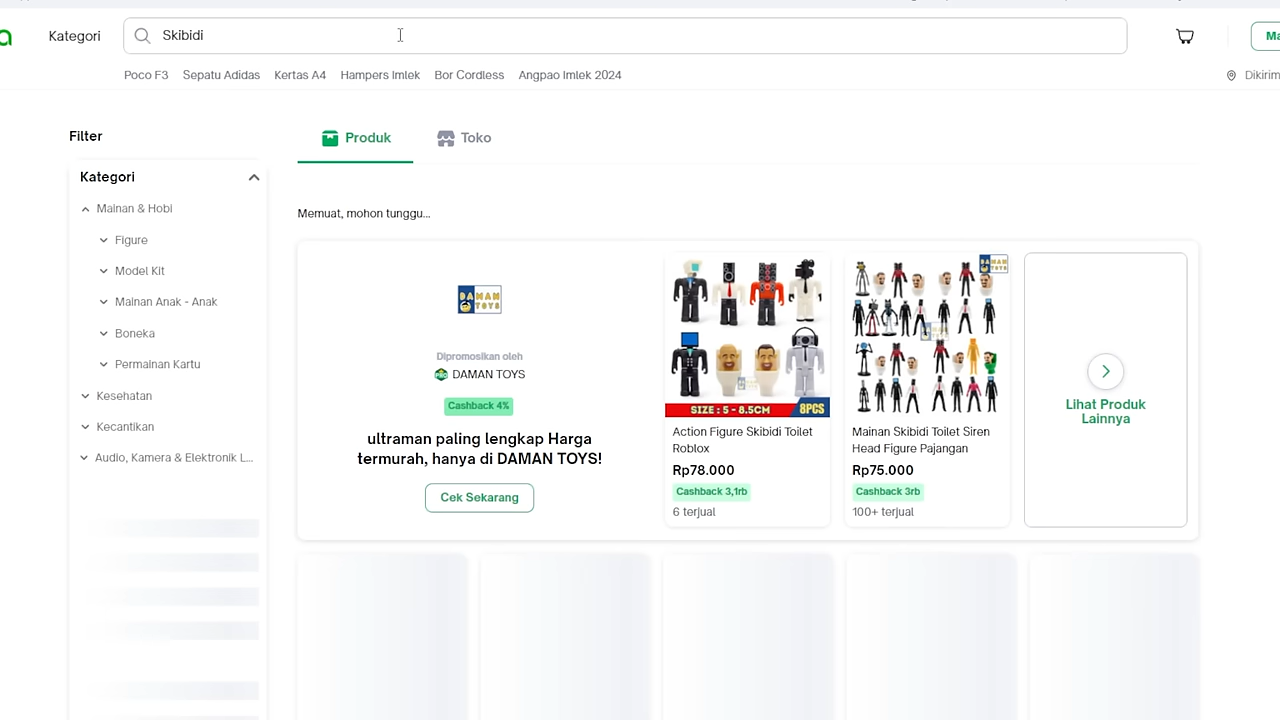 a
Kategori
Skibidi
Ma
Poco F3
Sepatu Adidas
Kertas A4
Hampers Imlek
Bor Cordless
Angpao Imlek 2024
Dikirim
Filter
Produk
Toko
Kategori
Mainan & Hobi
Figure
Model Kit
Mainan Anak - Anak
Boneka
Permainan Kartu
Kesehatan
Kecantikan
Audio, Kamera & Elektronik L...
Memuat, mohon tunggu...
DAMAN
TOYS
Dipromosikan oleh
PRO
DAMAN TOYS
Cashback 4%
ultraman paling lengkap Harga
termurah, hanya di DAMAN TOYS!
Cek Sekarang
SIZE : 5 - 8.5CM
8PCS
Action Figure Skibidi Toilet
Roblox
Rp78.000
Cashback 3,1rb
6 terjual
DAMAN
TOYS
Mainan Skibidi Toilet Siren
Head Figure Pajangan
Rp75.000
Cashback 3rb
100+ terjual
Lihat Produk
Lainnya